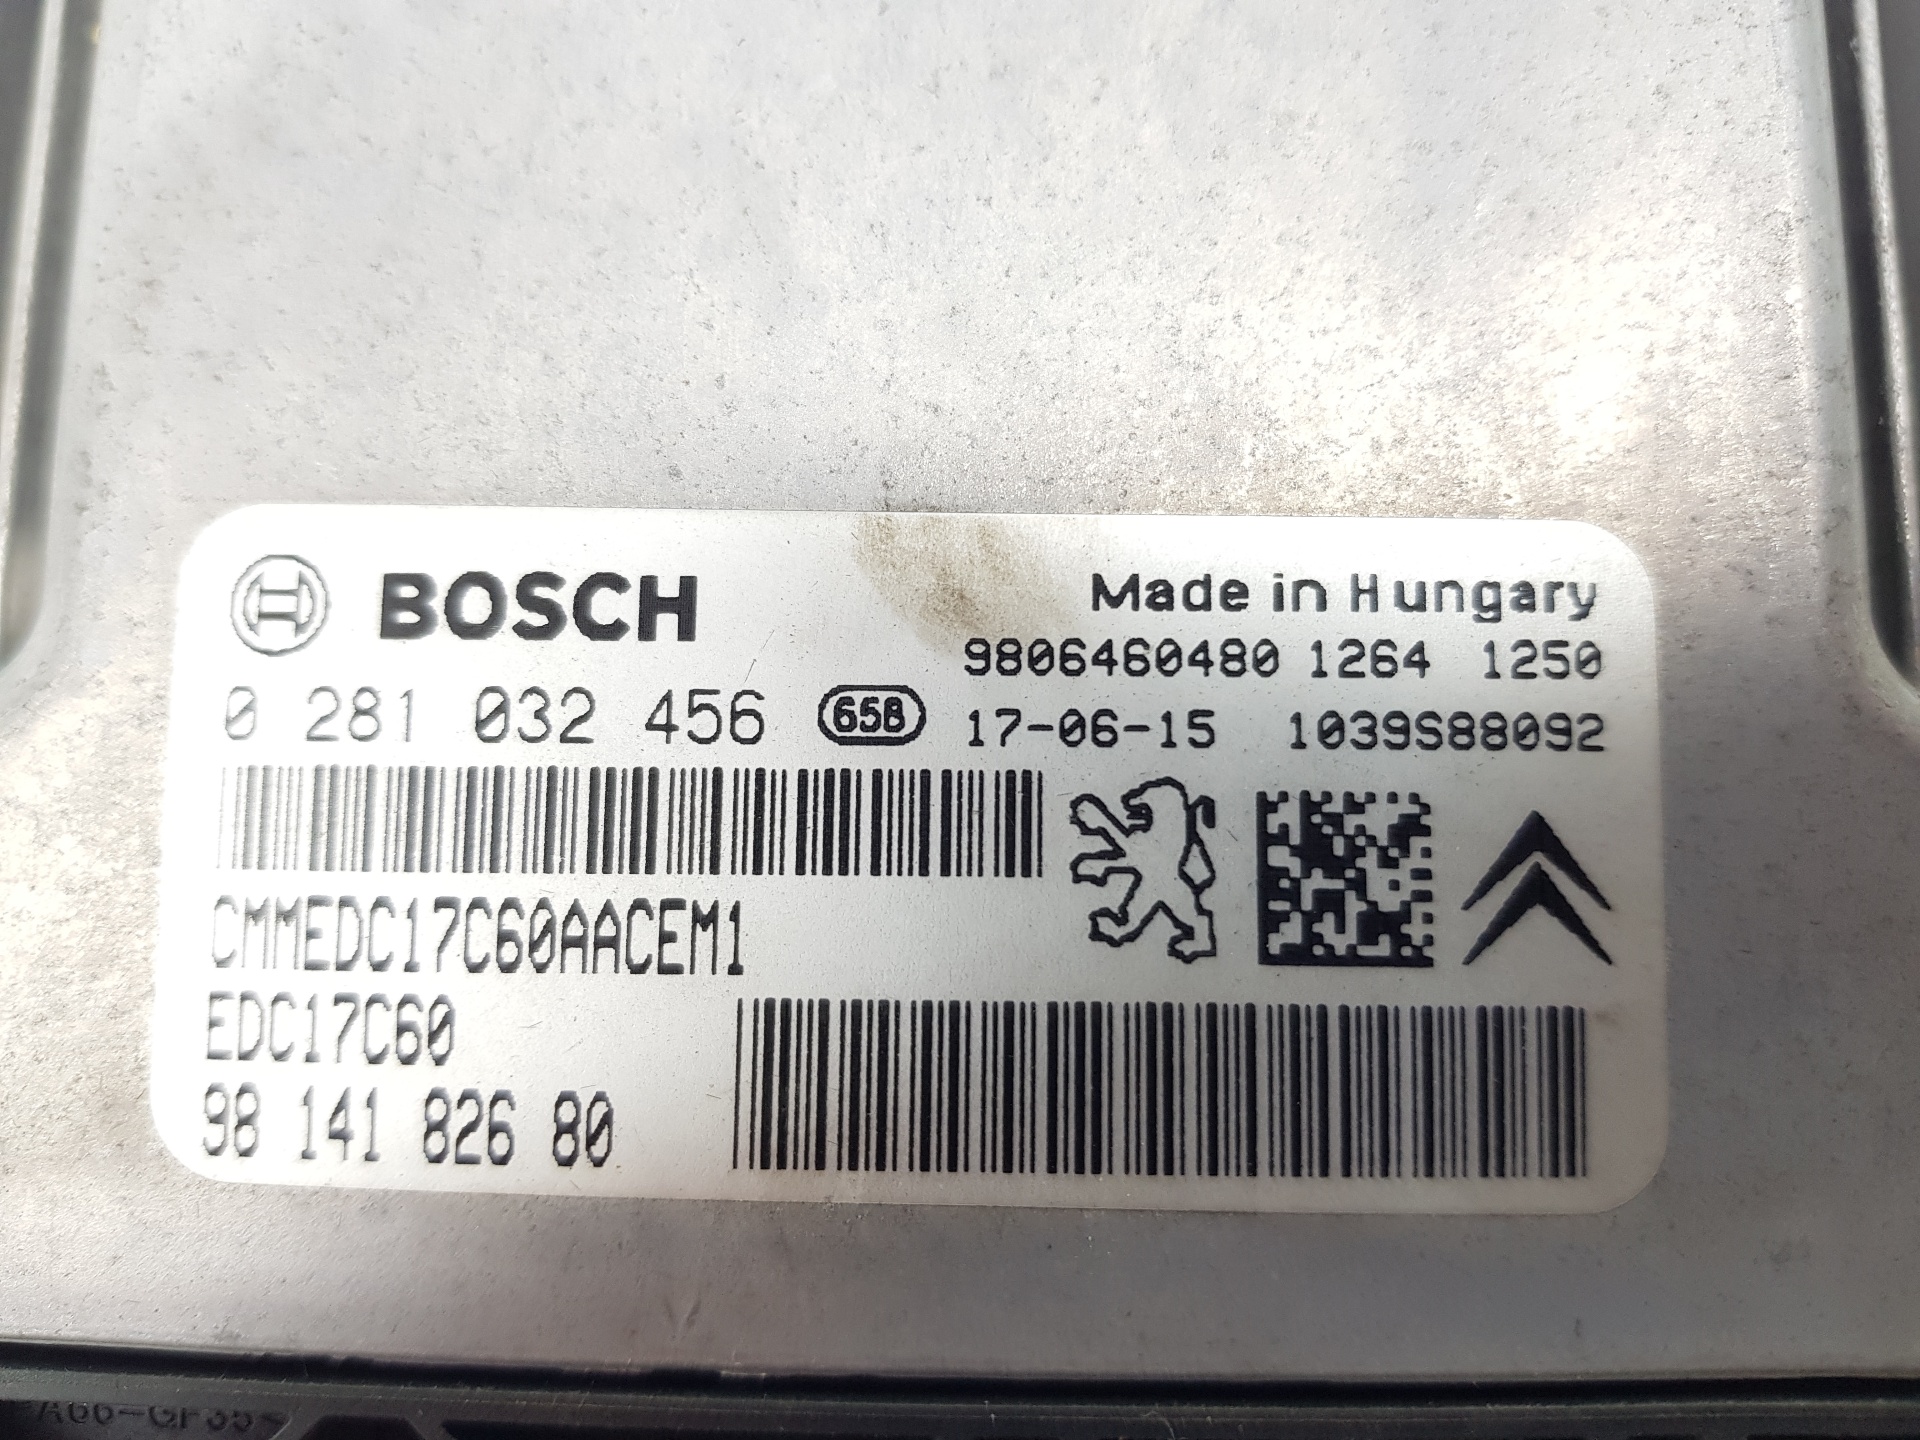 BOSCH
Made in Hungary
9806460480 1264 1250
0 281 032 456 658 17-06-15 1039S88092
CMMEDC17C60AACEM1
EDC17C60
98 141 826 80